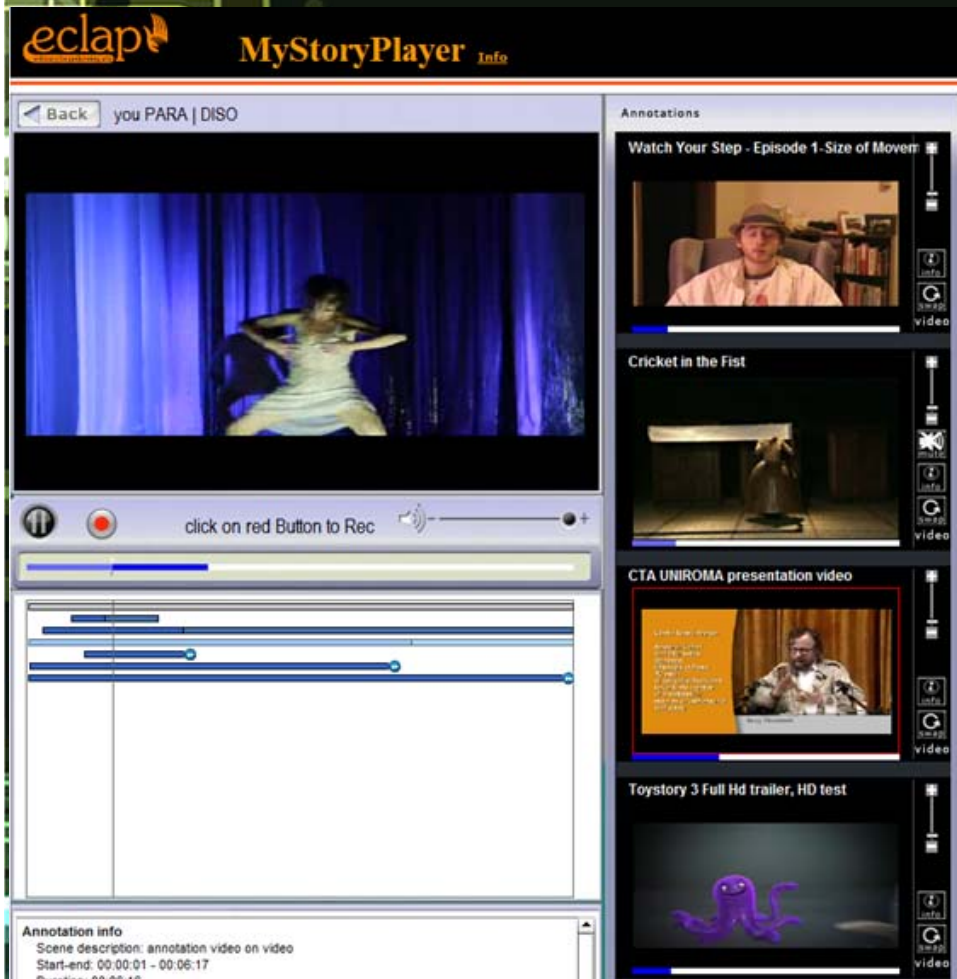 eclap
MyStoryPlayer Info
Back
you PARA | DISO
click on red Button to Rec
Annotation info
Scene description: annotation video on video
Start-end: 00:00:01 - 00:06:17
Annotations
Watch Your Step - Episode 1-Size of Movem
info
swap
video
Cricket in the Fist
mute
info
swap
video
CTA UNIROMA presentation video
info
swap
video
Toystory 3 Full Hd trailer, HD test
info
swap
video